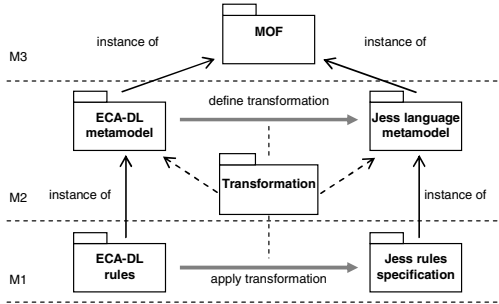 instance of
MOF
instance of
M3
ECA-DL
metamodel
define transformation
Jess language
metamodel
Transformation
M2
instance of
instance of
ECA-DL
rules
Jess rules
specification
M1
apply transformation